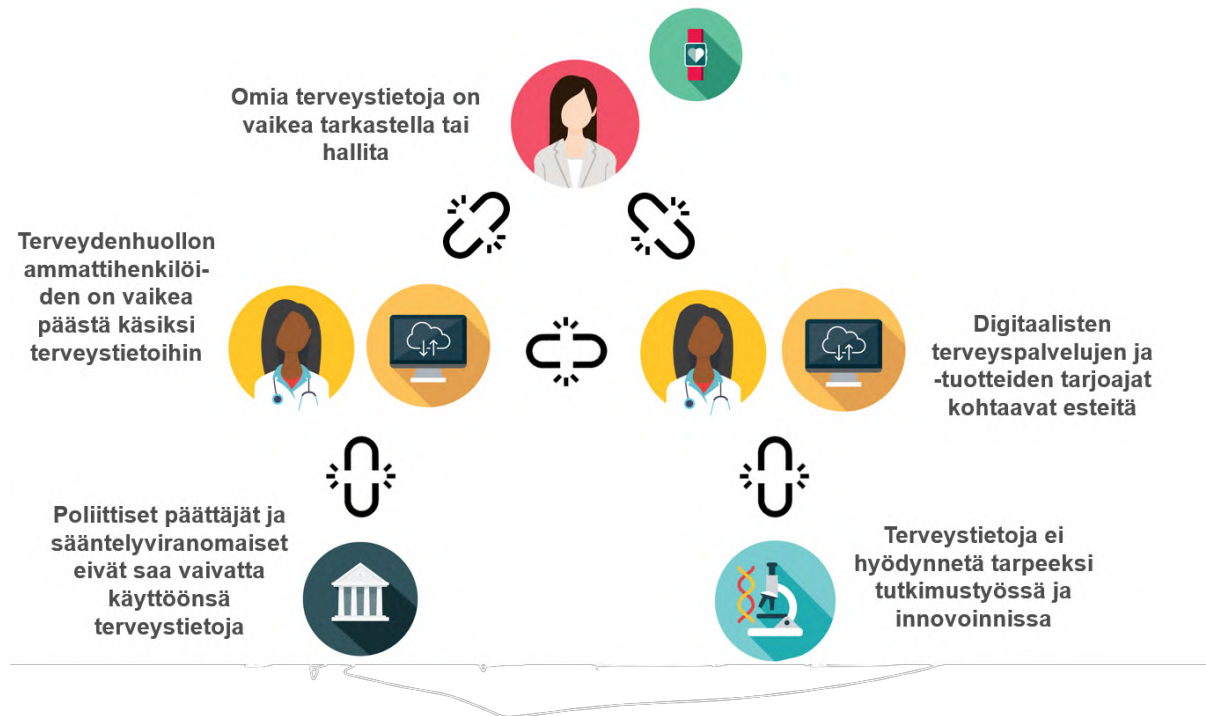 Omia terveystietoja on
vaikea tarkastella tai
hallita
Terveydenhuollon
ammattihenkilöi-
den on vaikea
päästä käsiksi
terveystietoihin
Digitaalisten
terveyspalvelujen ja
-tuotteiden tarjoajat
kohtaavat esteitä
Poliittiset päättäjät ja
sääntelyviranomaiset
eivät saa vaivatta
käyttöönsä
terveystietoja
Terveystietoja ei
hyödynnetä tarpeeksi
tutkimustyössä ja
innovoinnissa